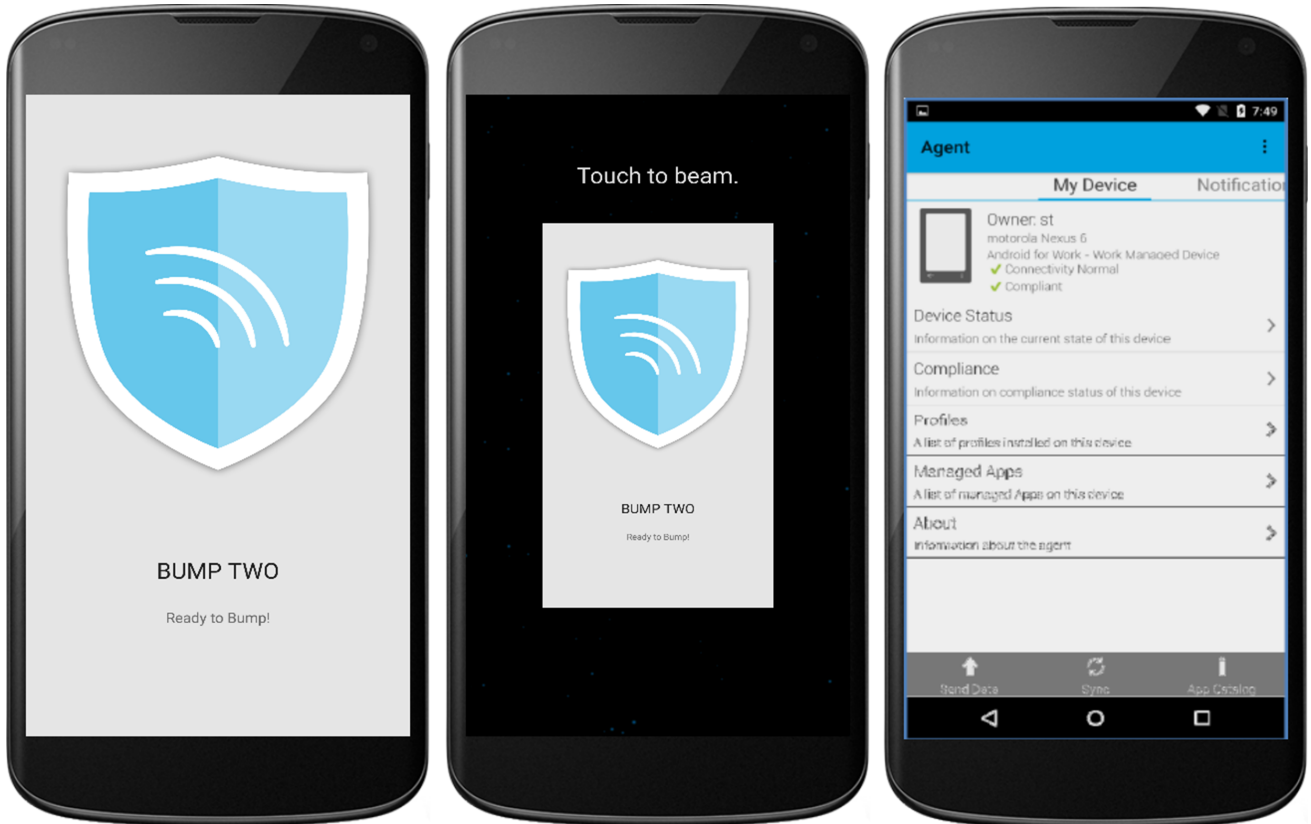 BUMP TWO
Ready to Bump!
Touch to beam.
BUMP TWO
Ready to Bump!
7:49
Agent
My Device
Notification
Owner: st
motorola Nexus 6
Android for Work - Work Managed Device
Connectivity Normal
Compliant
Device Status
Information on the current state of this device
Compliance
Information on compliance status of this device
Profiles
A list of profiles installed on this device
Managed Apps
A list of managed Apps on this device
About
Information about the agent
Send Data
Sync
App Catalog